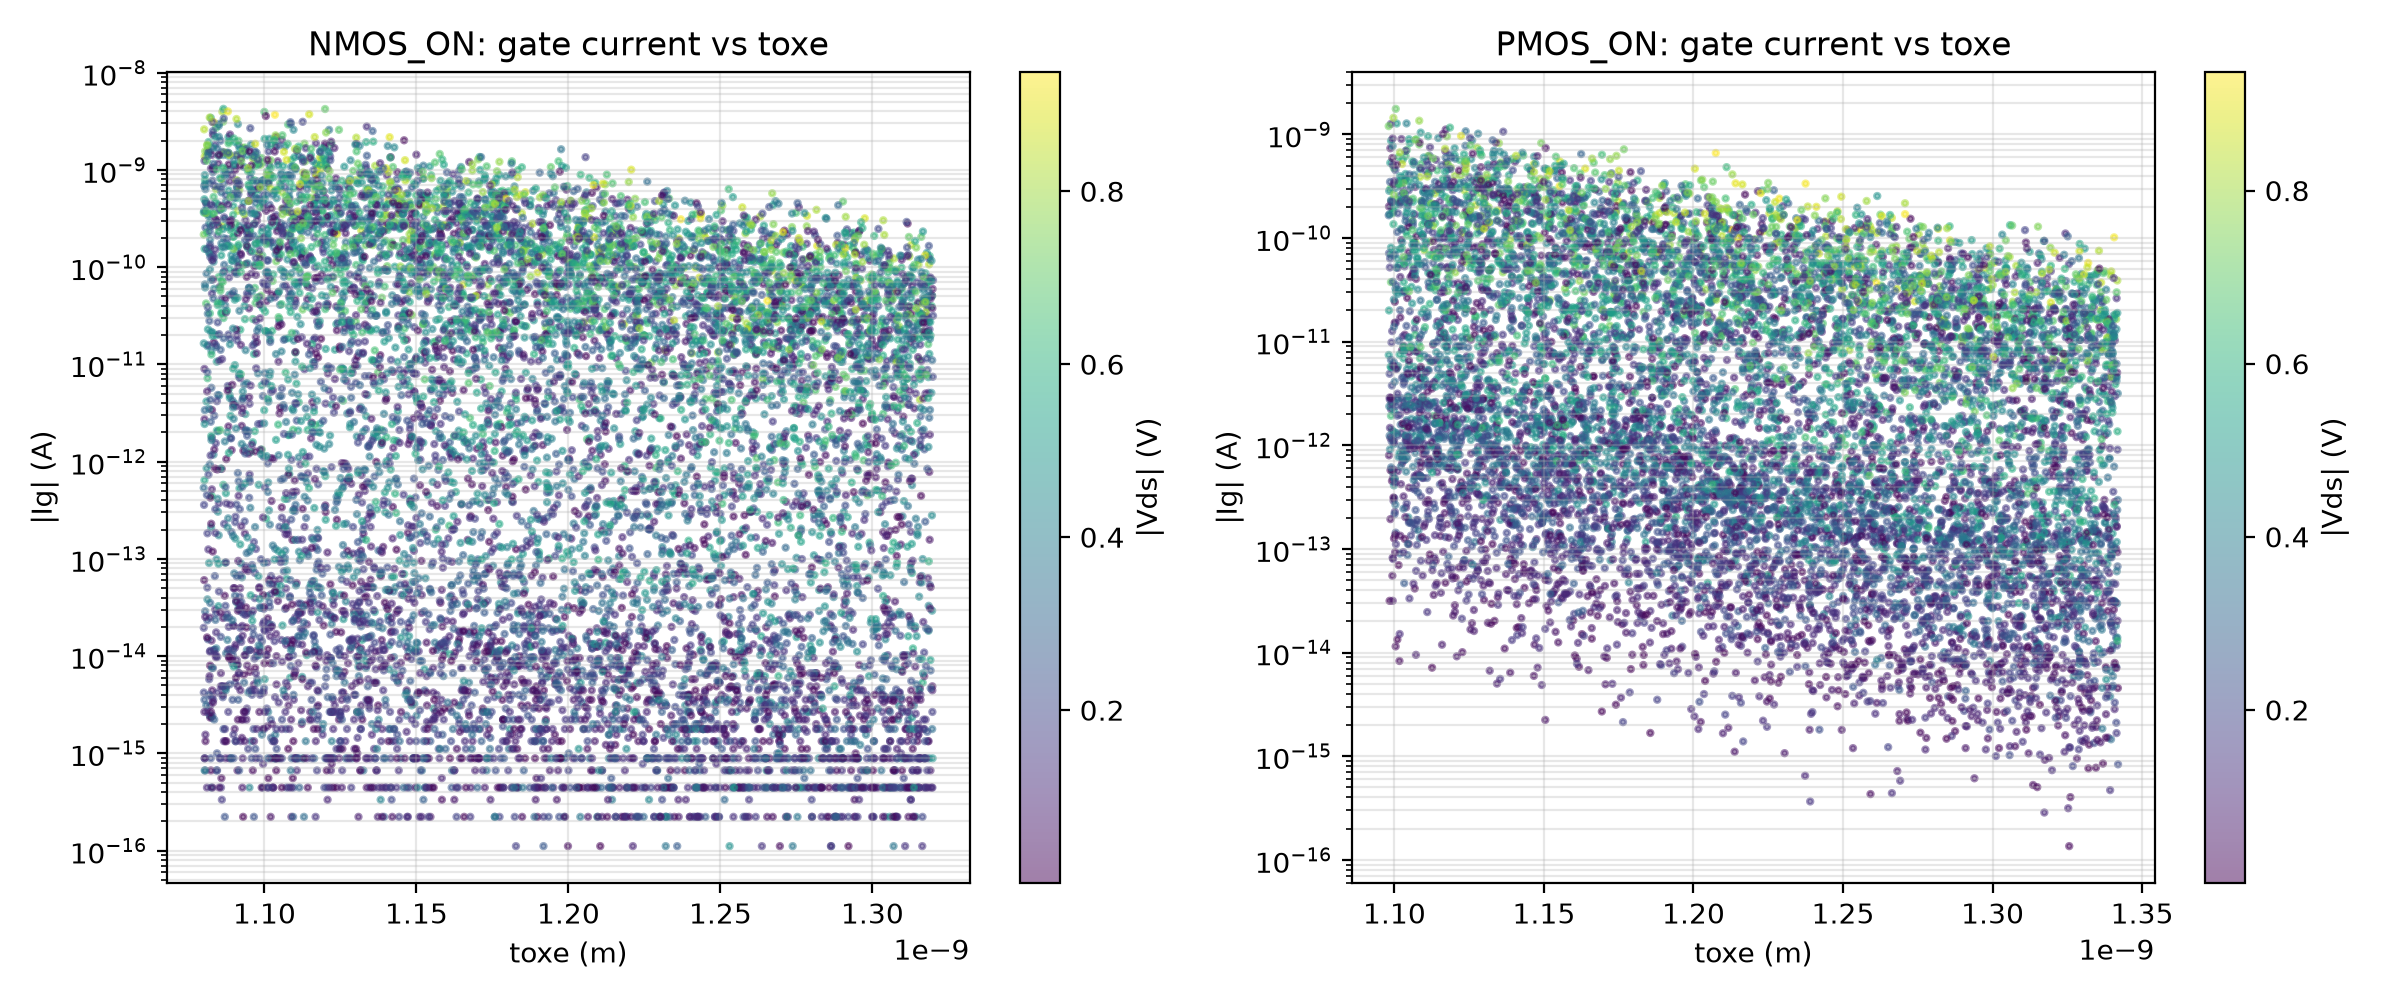 NMOS_ON: gate current vs toxe
10⁻⁸
10⁻⁹
10⁻¹⁰
10⁻¹¹
10⁻¹²
10⁻¹³
10⁻¹⁴
10⁻¹⁵
10⁻¹⁶
|Ig| (A)
1.10 1.15 1.20 1.25 1.30
toxe (m)
1e−9
0.8
0.6
0.4
0.2
|Vds| (V)
PMOS_ON: gate current vs toxe
10⁻⁹
10⁻¹⁰
10⁻¹¹
10⁻¹²
10⁻¹³
10⁻¹⁴
10⁻¹⁵
10⁻¹⁶
|Ig| (A)
1.10 1.15 1.20 1.25 1.30 1.35
toxe (m)
1e−9
0.8
0.6
0.4
0.2
|Vds| (V)